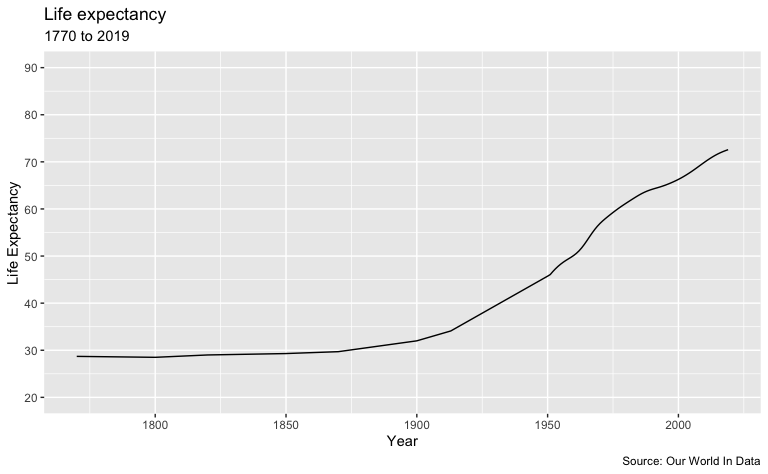 Life expectancy
1770 to 2019
90
80
70
60
50
40
30
20
Life Expectancy
1800 1850 1900 1950 2000
Year
Source: Our World In Data